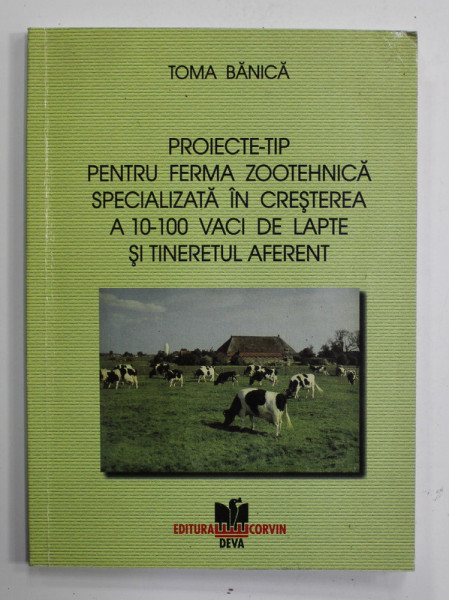 TOMA BĂNICĂ
PROIECTE-TIP
PENTRU FERMA ZOOTEHNICĂ
SPECIALIZATĂ ÎN CREŞTEREA
A 10-100 VACI DE LAPTE
ŞI TINERETUL AFERENT
EDITURA CORVIN
DEVA